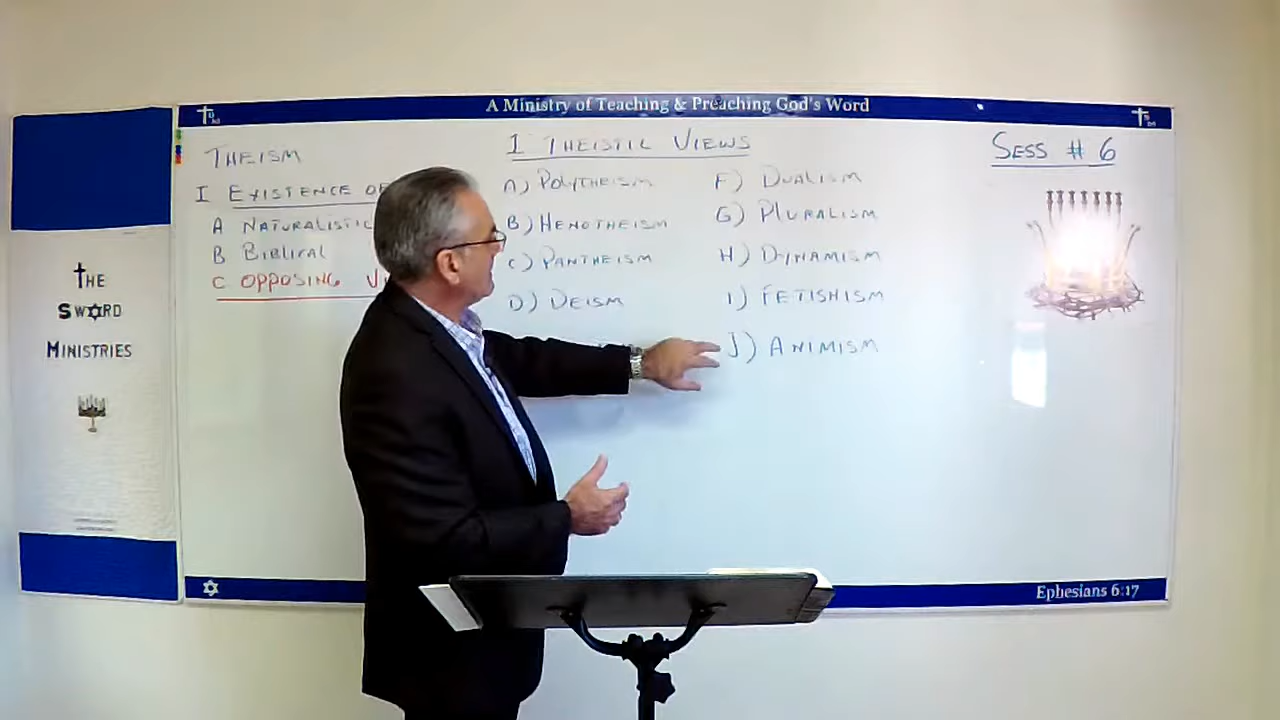 A Ministry of Teaching & Preaching God's Word
THE
SWORD
MINISTRIES
THEISM
I EXISTENCE OF
A NATURALISTIC
B BIBLICAL
C OPPOSING
I THEISTIC VIEWS
A) POLYTHEISM
B) HENOTHEISM
C) PANTHEISM
D) DEISM
F) DUALISM
G) PLURALISM
H) DYNAMISM
I) FETISHISM
J) ANIMISM
SESS # 6
Ephesians 6:17